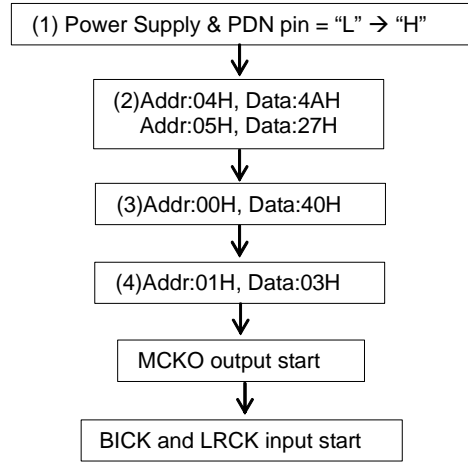 (1) Power Supply & PDN pin = “L” → “H”
(2)Addr:04H, Data:4AH
Addr:05H, Data:27H
(3)Addr:00H, Data:40H
(4)Addr:01H, Data:03H
MCKO output start
BICK and LRCK input start